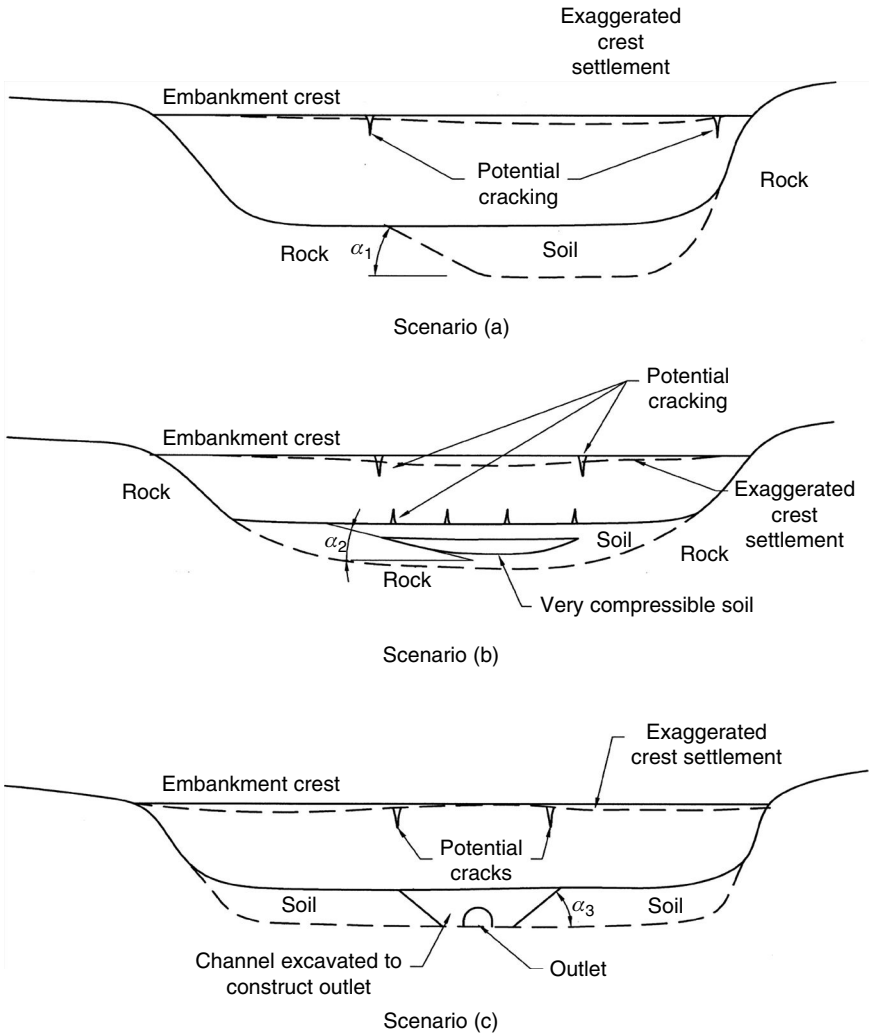 Exaggerated
crest
settlement
Embankment crest
Potential
cracking
Rock
Rock
α₁
Soil
Scenario (a)
Potential
cracking
Embankment crest
Rock
Exaggerated
crest
settlement
α₂
Soil
Rock
Rock
Very compressible soil
Scenario (b)
Exaggerated
crest settlement
Embankment crest
Potential
cracks
Soil
α₃
Soil
Channel excavated to
construct outlet
Outlet
Scenario (c)